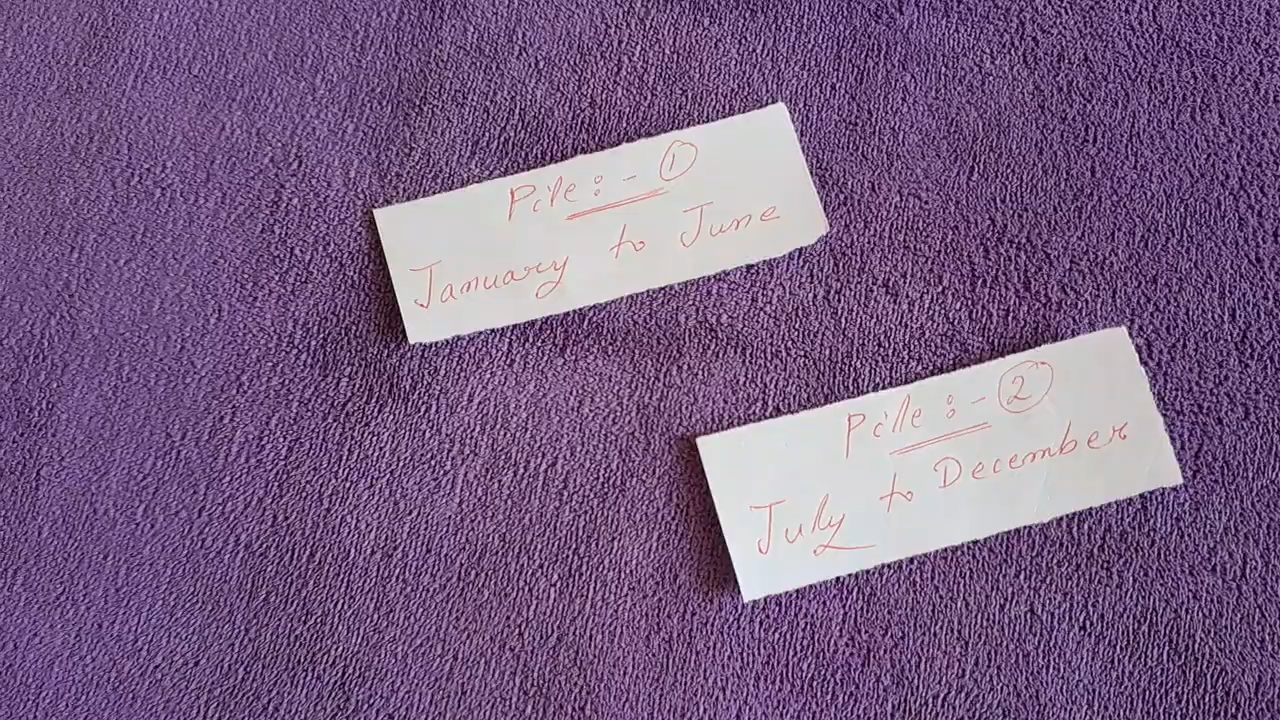 Pile :- ①
January to June
Pile :- ②
July to December